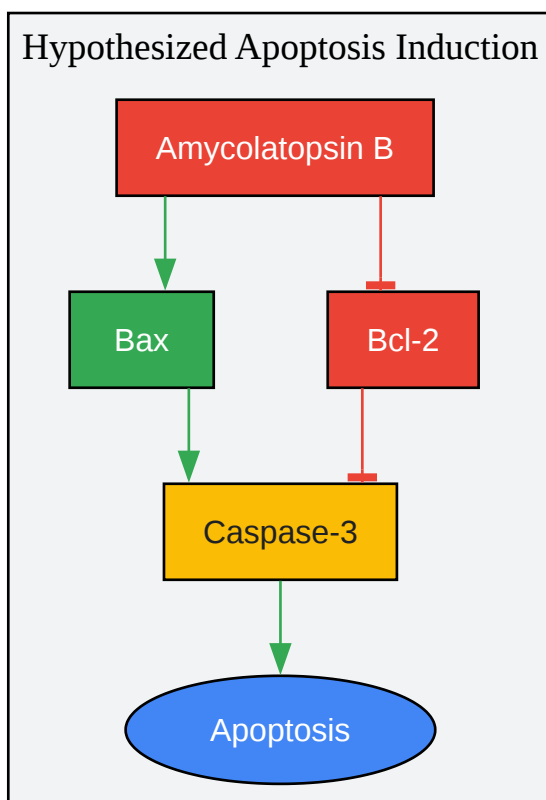 Hypothesized Apoptosis Induction
Amycolatopsin B
Bax
Bcl-2
Caspase-3
Apoptosis